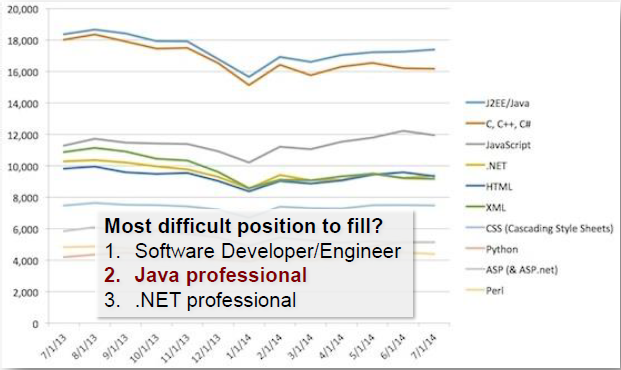 20,000
18,000
16,000
14,000
12,000
10,000
8,000
6,000
4,000
2,000
0
7/1/13
8/1/13
9/1/13
10/1/13
11/1/13
12/1/13
1/1/14
2/1/14
3/1/14
4/1/14
5/1/14
6/1/14
7/1/14
J2EE/Java
C, C++, C#
JavaScript
.NET
HTML
XML
CSS (Cascading Style Sheets)
Python
ASP (& ASP.net)
Perl
Most difficult position to fill?
1. Software Developer/Engineer
2. Java professional
3. .NET professional